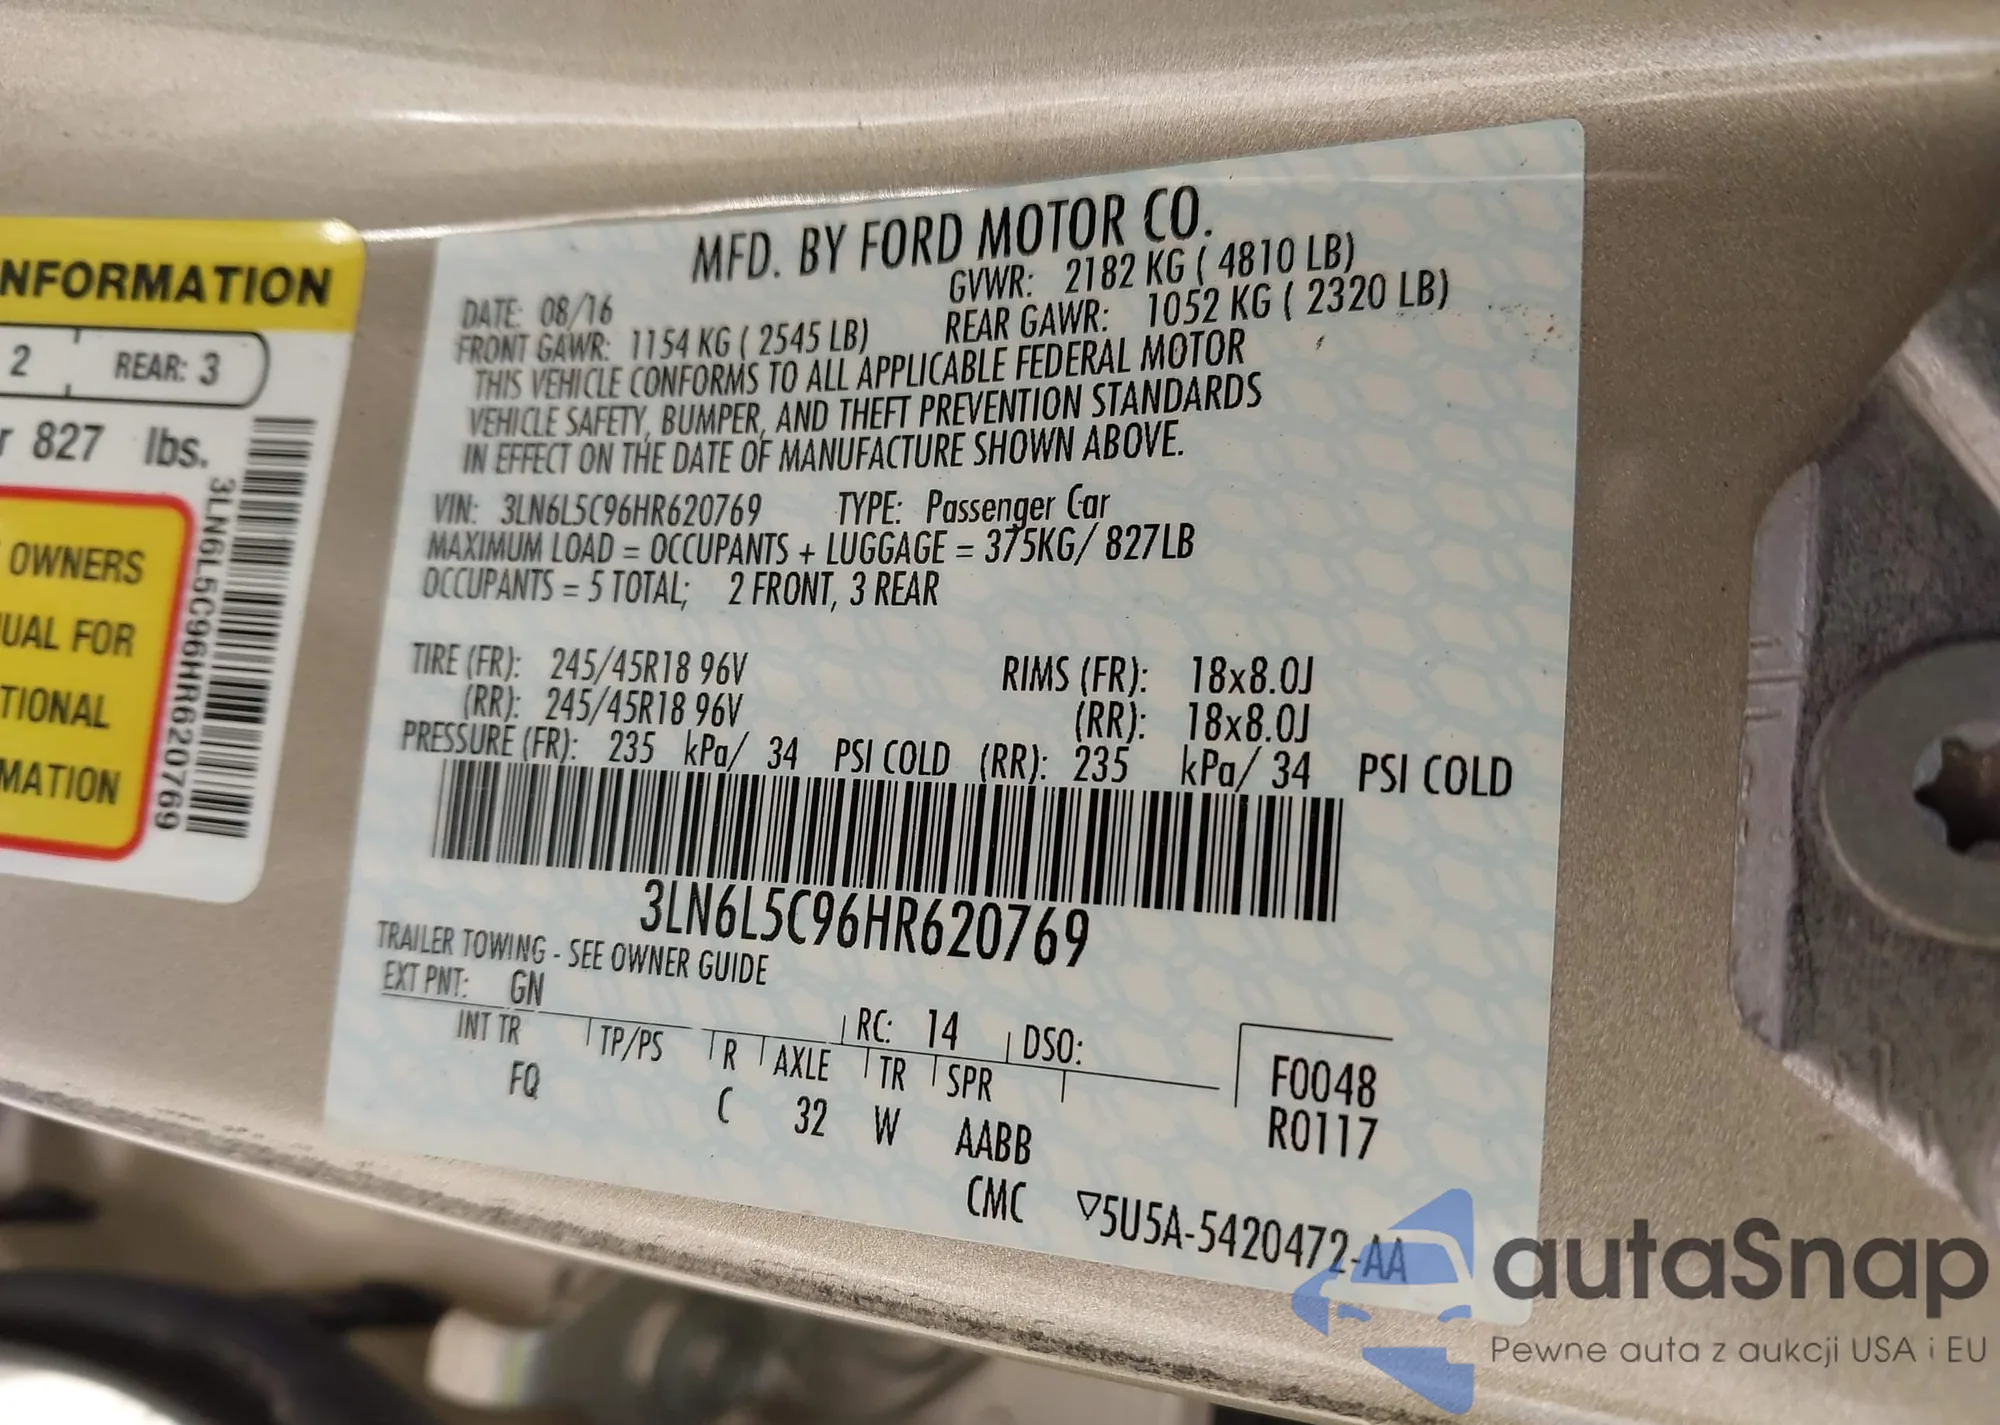 NFORMATION
2 REAR: 3
r 827 lbs.
OWNERS
UAL FOR
TIONAL
MATION
3LN6L5C96HR620769
MFD. BY FORD MOTOR CO.
DATE: 08/16 GVWR: 2182 KG ( 4810 LB)
FRONT GAWR: 1154 KG ( 2545 LB) REAR GAWR: 1052 KG ( 2320 LB)
THIS VEHICLE CONFORMS TO ALL APPLICABLE FEDERAL MOTOR
VEHICLE SAFETY, BUMPER, AND THEFT PREVENTION STANDARDS
IN EFFECT ON THE DATE OF MANUFACTURE SHOWN ABOVE.
VIN: 3LN6L5C96HR620769 TYPE: Passenger Car
MAXIMUM LOAD = OCCUPANTS + LUGGAGE = 375KG/ 827LB
OCCUPANTS = 5 TOTAL; 2 FRONT, 3 REAR
TIRE (FR): 245/45R18 96V RIMS (FR): 18x8.0J
(RR): 245/45R18 96V (RR): 18x8.0J
PRESSURE (FR): 235 kPa/ 34 PSI COLD (RR): 235 kPa/ 34 PSI COLD
3LN6L5C96HR620769
TRAILER TOWING - SEE OWNER GUIDE
EXT PNT: GN RC: 14 DSO:
INT TR TP/PS R AXLE TR SPR F0048
FQ C 32 W AABB R0117
CMC ▽5U5A-5420472-AA
autaSnap
Pewne auta z aukcji USA i EU